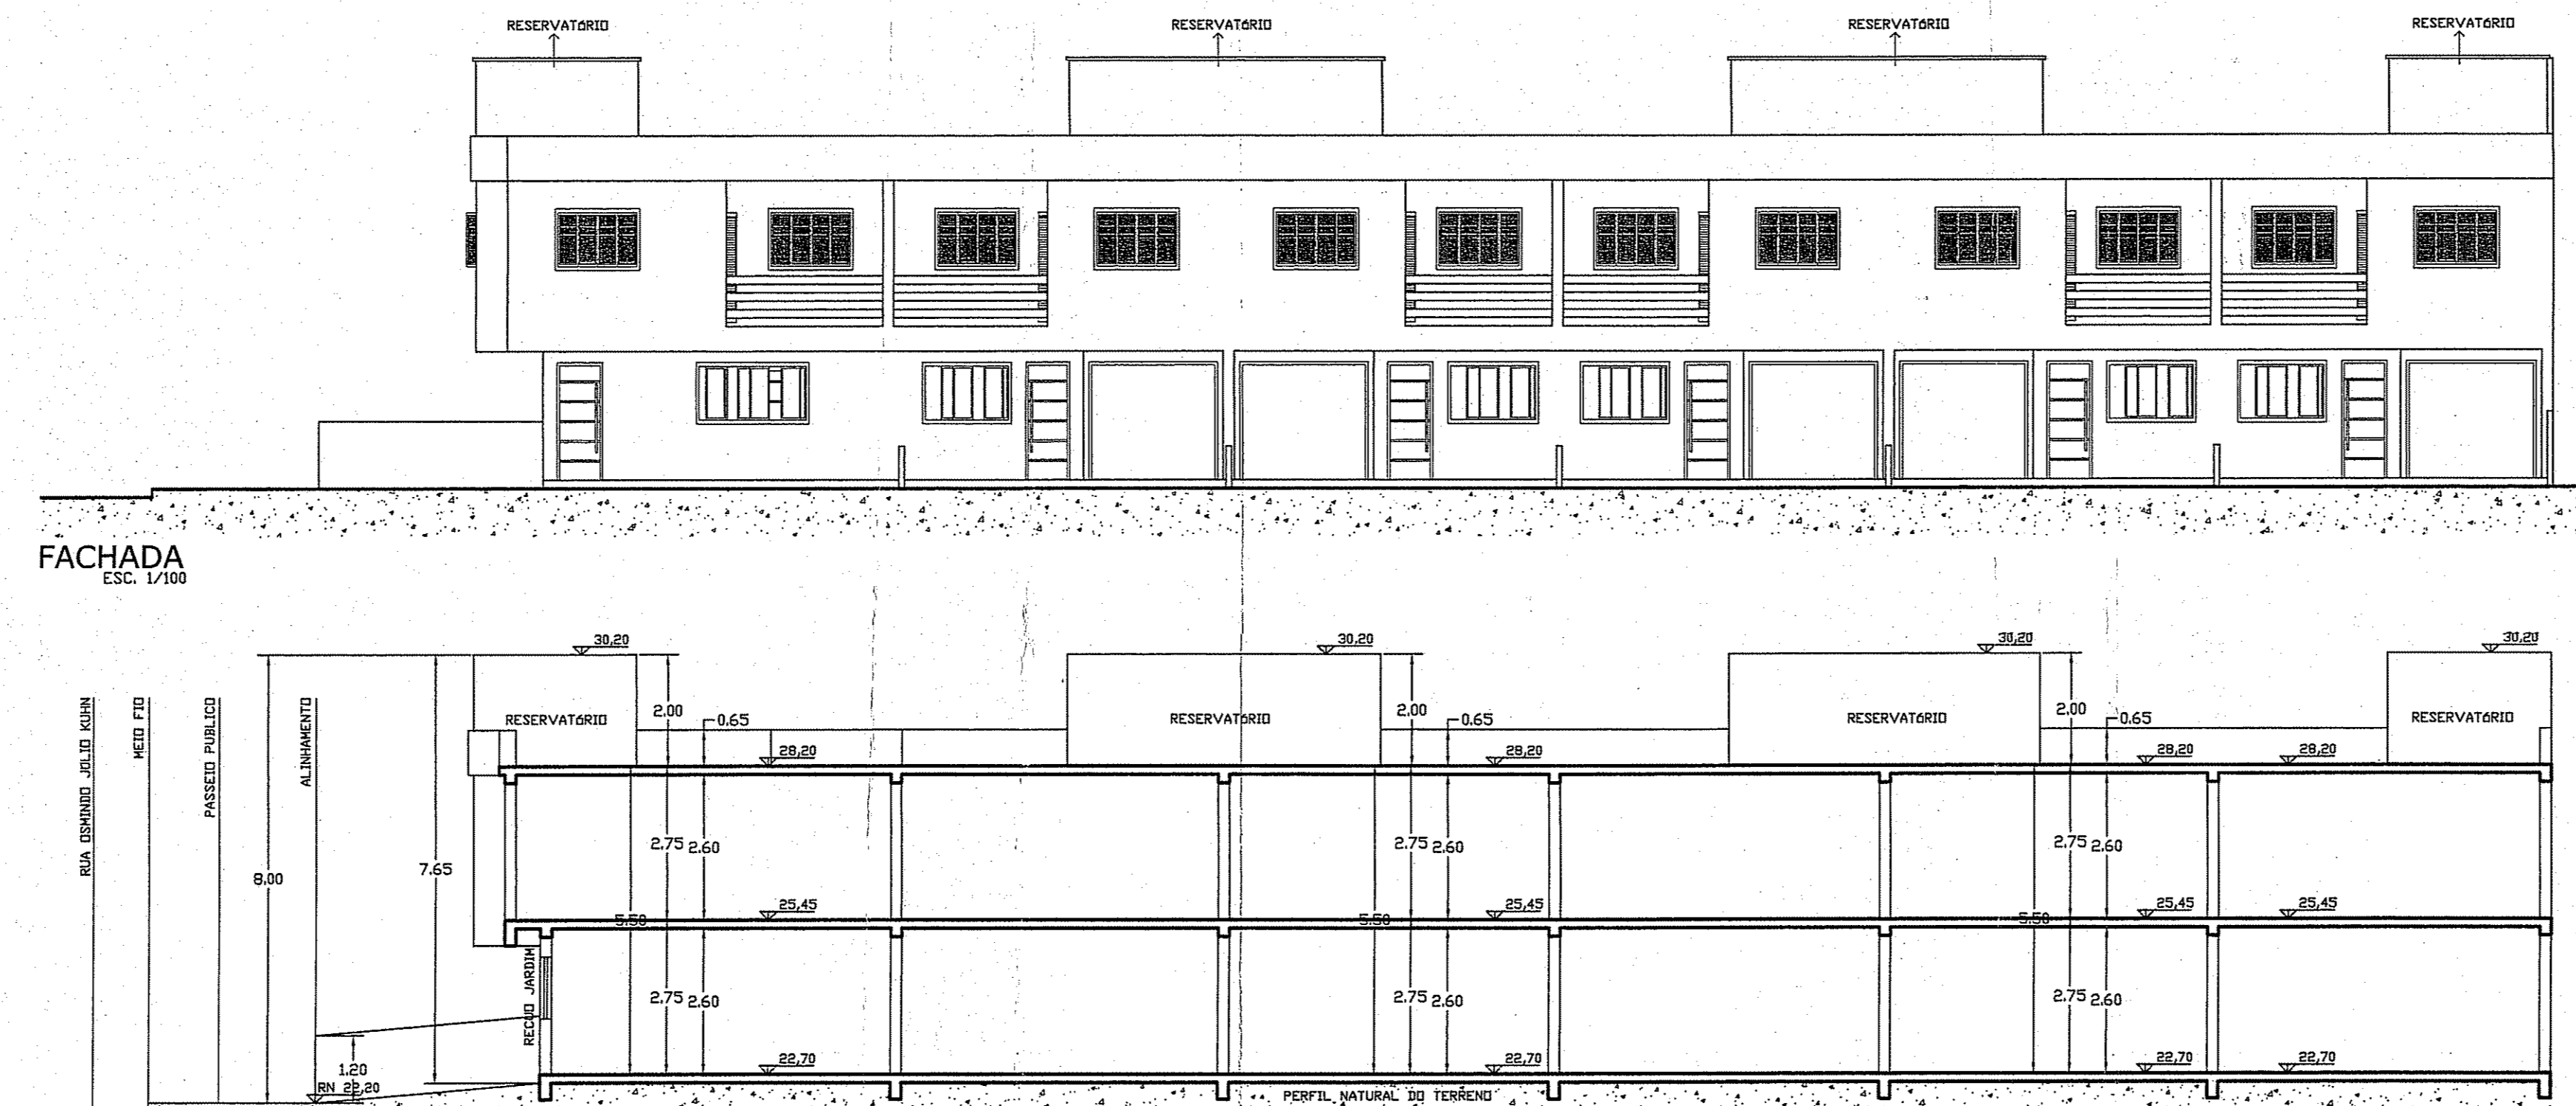 RESERVATÓRIO
RESERVATÓRIO
RESERVATÓRIO
RESERVATÓRIO
FACHADA
ESC. 1/100
30,20
30,20
30,20
30,20
RUA OSMINDO JÚLIO KUHN
MEIO FIO
PASSEIO PUBLICO
ALINHAMENTO
RESERVATÓRIO
2.00
0.65
RESERVATÓRIO
2.00
0.65
RESERVATÓRIO
2.00
0.65
RESERVATÓRIO
28,20
28,20
28,20
28,20
8.00
7.65
2.75
2.60
2.75
2.60
2.75
2.60
25,45
25,45
25,45
25,45
5.50
5.50
5.50
RECUO JARDIM
2.75
2.60
2.75
2.60
2.75
2.60
22,70
22,70
22,70
22,70
1.20
RN 22,20
PERFIL NATURAL DO TERRENO